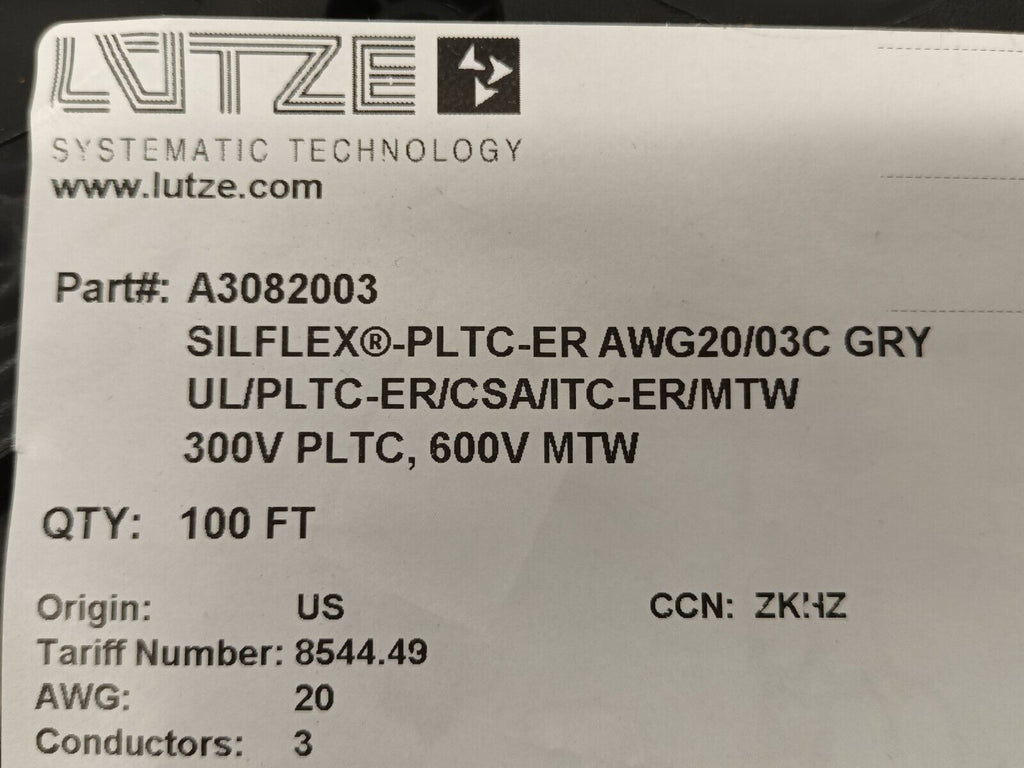 LUTZE
SYSTEMATIC TECHNOLOGY
www.lutze.com
Part#: A3082003
SILFLEX®-PLTC-ER AWG20/03C GRY
UL/PLTC-ER/CSA/ITC-ER/MTW
300V PLTC, 600V MTW
QTY: 100 FT
Origin: US CCN: ZKHZ
Tariff Number: 8544.49
AWG: 20
Conductors: 3